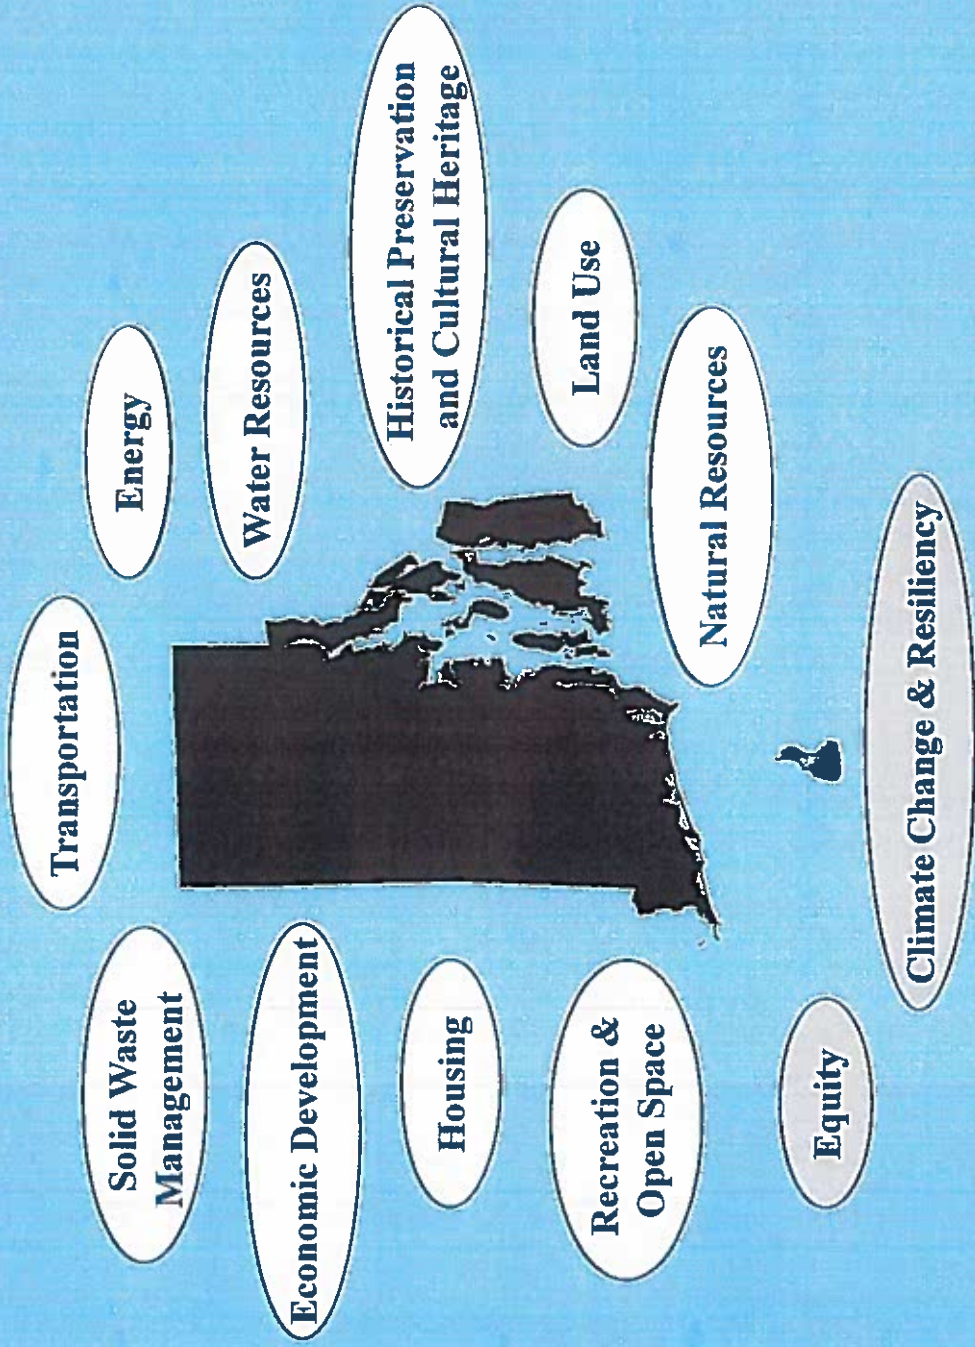 Transportation
Energy
Solid Waste
Management
Water Resources
Economic Development
Historical Preservation
and Cultural Heritage
Housing
Land Use
Recreation &
Open Space
Natural Resources
Equity
Climate Change & Resiliency